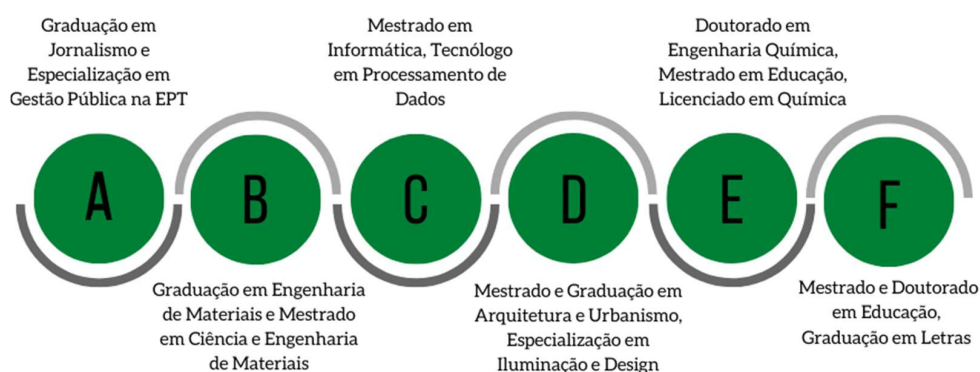 Graduação em
Jornalismo e
Especialização em
Gestão Pública na EPT
Mestrado em
Informática, Tecnólogo
em Processamento de
Dados
Doutorado em
Engenharia Química,
Mestrado em Educação,
Licenciado em Química
A
B
C
D
E
F
Graduação em Engenharia
de Materiais e Mestrado
em Ciência e Engenharia
de Materiais
Mestrado e Graduação em
Arquitetura e Urbanismo,
Especialização em
Iluminação e Design
Mestrado e Doutorado
em Educação,
Graduação em Letras